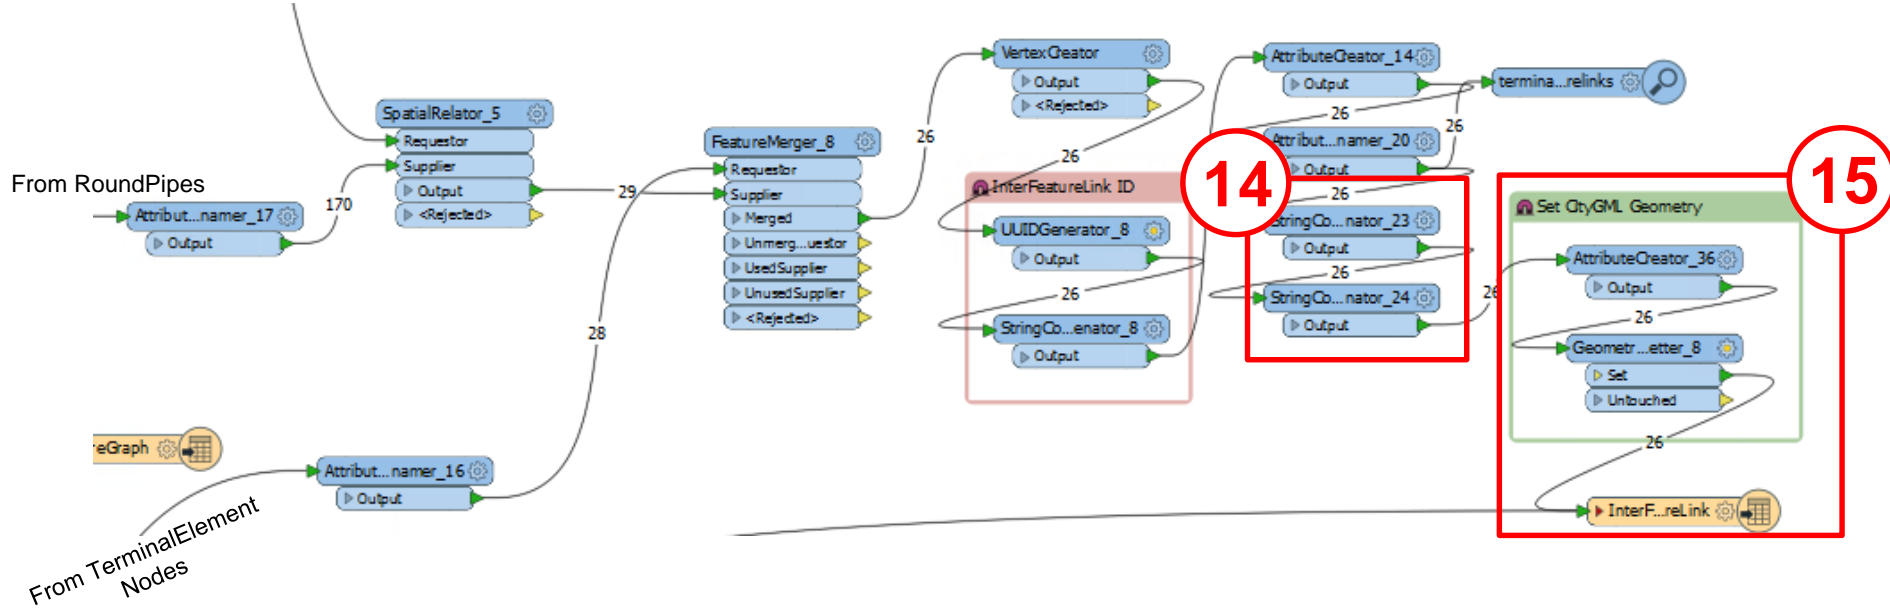 From RoundPipes
Attribut...namer_17
Output
170
SpatialRelator_5
Requestor
Supplier
Output
<Rejected>
29
eGraph
Attribut...namer_16
Output
From TerminalElement
Nodes
28
FeatureMerger_8
Requestor
Supplier
Merged
Unmerg...uestor
UsedSupplier
UnusedSupplier
<Rejected>
26
VertexCreator
Output
<Rejected>
26
InterFeatureLink ID
UUIDGenerator_8
Output
26
StringCo...enator_8
Output
AttributeCreator_14
Output
26
Attribut...namer_20
Output
26
26
termina...relinks
14
StringCo...nator_23
Output
26
StringCo...nator_24
Output
26
15
Set CityGML Geometry
AttributeCreator_36
Output
26
Geometr...etter_8
Set
Untouched
26
InterF...reLink